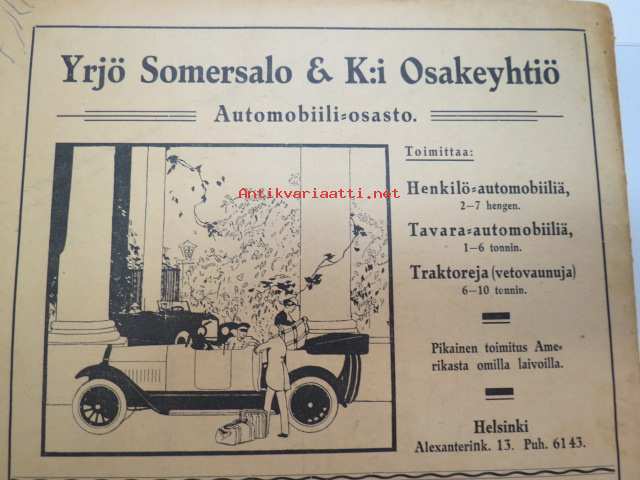 Yrjö Somersalo & K:i Osakeyhtiö
Automobiili-osasto.
Antikvariaatti.net
Toimittaa:
Henkilö-automobiiliä,
2—7 hengen.
Tavara-automobiiliä,
1—6 tonnin.
Traktoreja (vetovaunuja)
6—10 tonnin.
Pikainen toimitus Ame-
rikasta omilla laivoilla.
Helsinki
Alexanterink. 13. Puh. 6143.